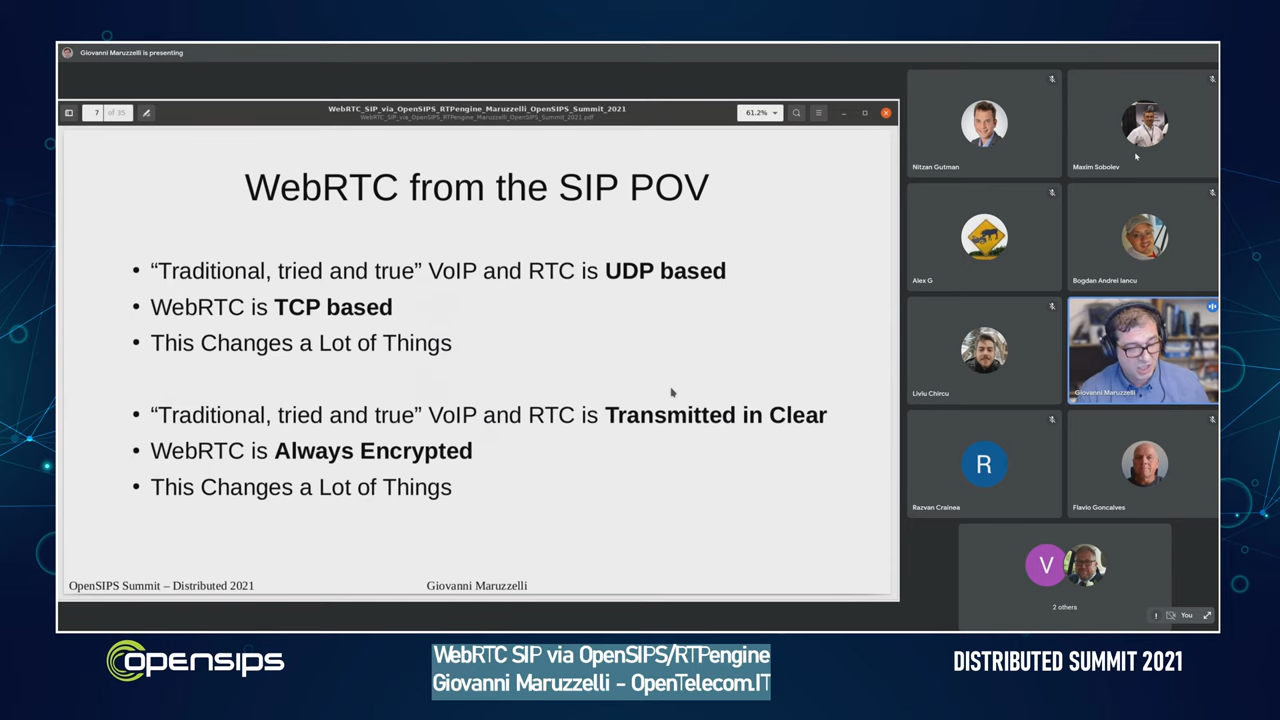 Giovanni Maruzzelli is presenting
7 of 35
WebRTC_SIP_via_OpenSIPS_RTPengine_Maruzzelli_OpenSIPS_Summit_2021
WebRTC_SIP_via_OpenSIPS_RTPengine_Maruzzelli_OpenSIPS_Summit_2021.pdf
61.2%
WebRTC from the SIP POV
• “Traditional, tried and true” VoIP and RTC is UDP based
• WebRTC is TCP based
• This Changes a Lot of Things
• “Traditional, tried and true” VoIP and RTC is Transmitted in Clear
• WebRTC is Always Encrypted
• This Changes a Lot of Things
OpenSIPS Summit – Distributed 2021
Giovanni Maruzzelli
Nitzan Gutman
Maxim Sobolev
Alex G
Bogdan Andrei Iancu
Liviu Chircu
Giovanni Maruzzelli
R
Razvan Crainea
Flavio Goncalves
V
2 others
You
opensips
WebRTC SIP via OpenSIPS/RTPengine
Giovanni Maruzzelli - OpenTelecom.IT
DISTRIBUTED SUMMIT 2021